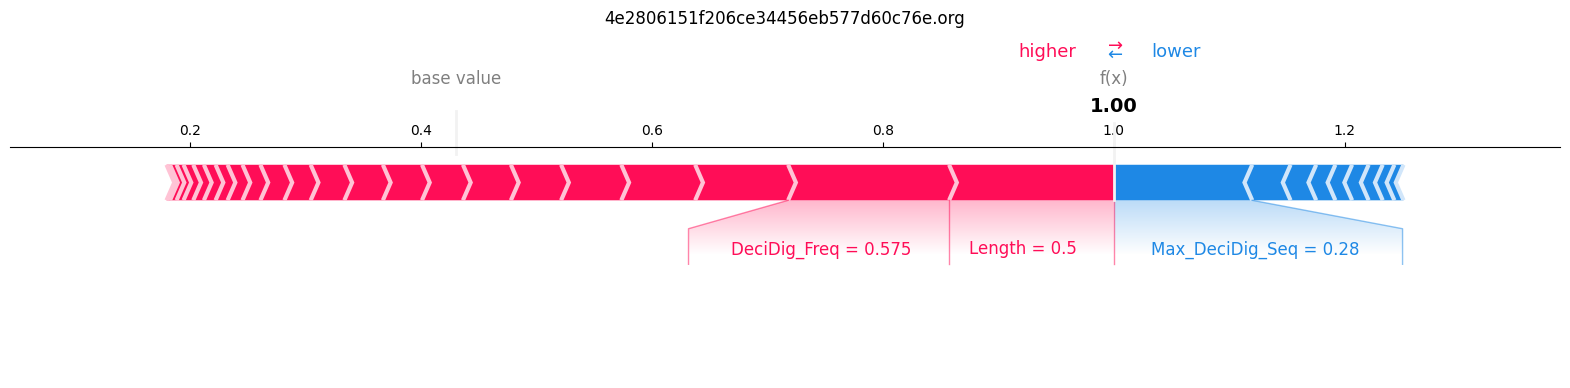 4e2806151f206ce34456eb577d60c76e.org
higher ⇄ lower
base value f(x)
1.00
0.2 0.4 0.6 0.8 1.0 1.2
DeciDig_Freq = 0.575 Length = 0.5 Max_DeciDig_Seq = 0.28